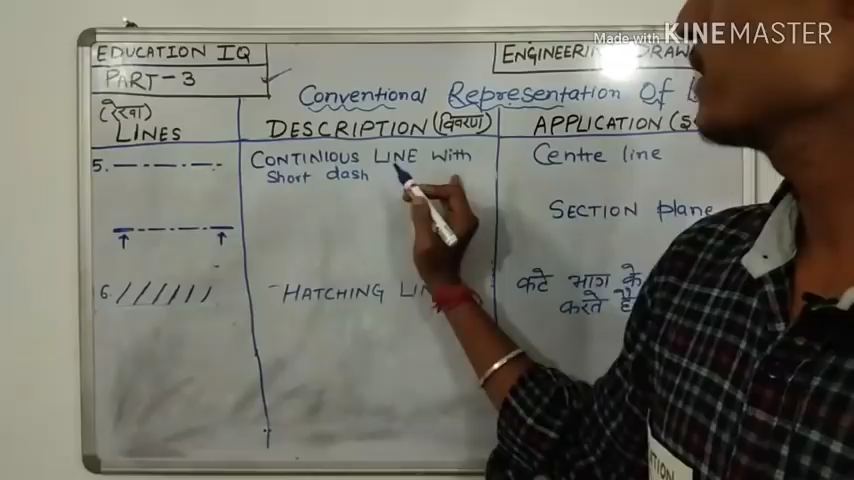 Made with KINEMASTER
EDUCATION IQ
PART-3
ENGINEERING
Conventional Representation Of
(रेखा)
LINES
DESCRIPTION (विवरण)
APPLICATION
5.
CONTINIOUS LINE With
Short dash
Centre line
SECTION plane
6.
HATCHING
कटे भाग के
करते